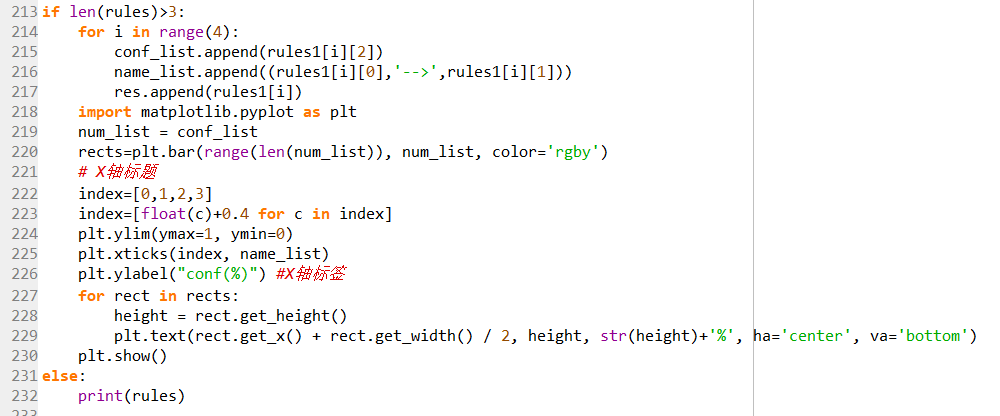 213 if len(rules)>3:
214     for i in range(4):
215         conf_list.append(rules1[i][2])
216         name_list.append((rules1[i][0],'-->',rules1[i][1]))
217         res.append(rules1[i])
218     import matplotlib.pyplot as plt
219     num_list = conf_list
220     rects=plt.bar(range(len(num_list)), num_list, color='rgby')
221     # X轴标题
222     index=[0,1,2,3]
223     index=[float(c)+0.4 for c in index]
224     plt.ylim(ymax=1, ymin=0)
225     plt.xticks(index, name_list)
226     plt.ylabel("conf(%)") #X轴标签
227     for rect in rects:
228         height = rect.get_height()
229         plt.text(rect.get_x() + rect.get_width() / 2, height, str(height)+'%', ha='center', va='bottom')
230     plt.show()
231 else:
232     print(rules)
233